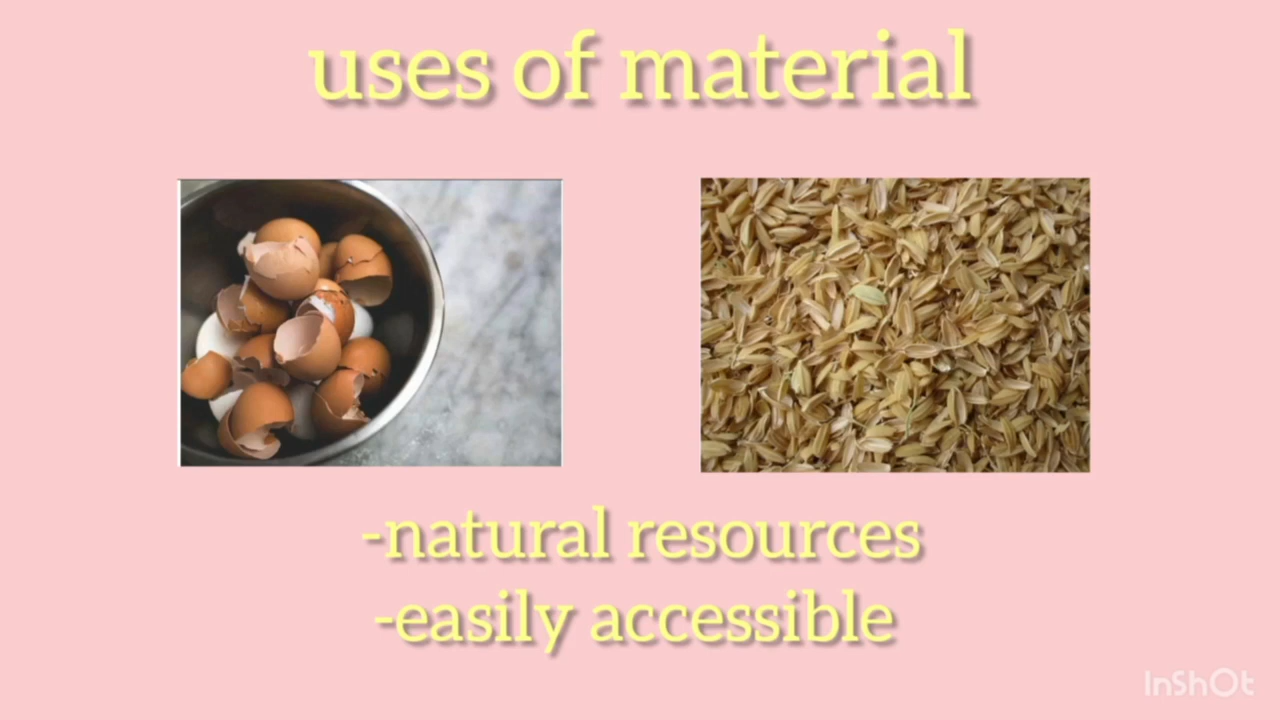 uses of material
-natural resources
-easily accessible
InShOt